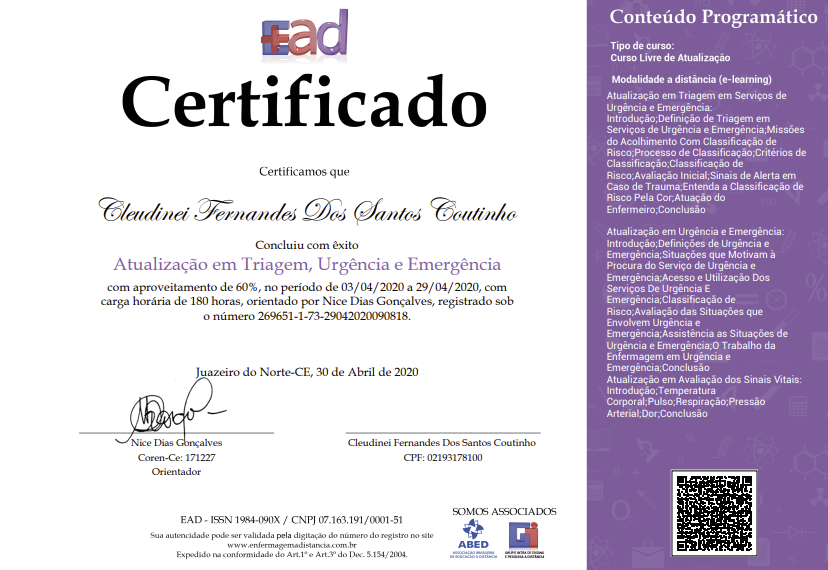 Ead
Certificado
Certificamos que
Cleudinei Fernandes Dos Santos Coutinho
Concluiu com êxito
Atualização em Triagem, Urgência e Emergência
com aproveitamento de 60%, no período de 03/04/2020 a 29/04/2020, com
carga horária de 180 horas, orientado por Nice Dias Gonçalves, registrado sob
o número 269651-1-73-29042020090818.
Juazeiro do Norte-CE, 30 de Abril de 2020
Nice Dias Gonçalves
Coren-Ce: 171227
Orientador
Cleudinei Fernandes Dos Santos Coutinho
CPF: 02193178100
EAD - ISSN 1984-090X / CNPJ 07.163.191/0001-51
Sua autencidade pode ser validada pela digitação do número do registro no site
www.enfermagemadistancia.com.br
Expedido na conformidade do Art.1º e Art.3º do Dec. 5.154/2004.
SOMOS ASSOCIADOS
ABED
ASSOCIAÇÃO BRASILEIRA
DE EDUCAÇÃO A DISTÂNCIA
GRUPO INTRA DE ENSINO
E PESQUISA A DISTÂNCIA
Conteúdo Programático
Tipo de curso:
Curso Livre de Atualização
Modalidade a distância (e-learning)
Atualização em Triagem em Serviços de
Urgência e Emergência:
Introdução;Definição de Triagem em
Serviços de Urgência e Emergência;Missões
do Acolhimento Com Classificação de
Risco;Processo de Classificação;Critérios de
Classificação;Classificação de
Risco;Avaliação Inicial;Sinais de Alerta em
Caso de Trauma;Entenda a Classificação de
Risco Pela Cor;Atuação do
Enfermeiro;Conclusão
Atualização em Urgência e Emergência:
Introdução;Definições de Urgência e
Emergência;Situações que Motivam à
Procura do Serviço de Urgência e
Emergência;Acesso e Utilização Dos
Serviços De Urgência E
Emergência;Classificação de
Risco;Avaliação das Situações que
Envolvem Urgência e
Emergência;Assistência as Situações de
Urgência e Emergência;O Trabalho da
Enfermagem em Urgência e
Emergência;Conclusão
Atualização em Avaliação dos Sinais Vitais:
Introdução;Temperatura
Corporal;Pulso;Respiração;Pressão
Arterial;Dor;Conclusão